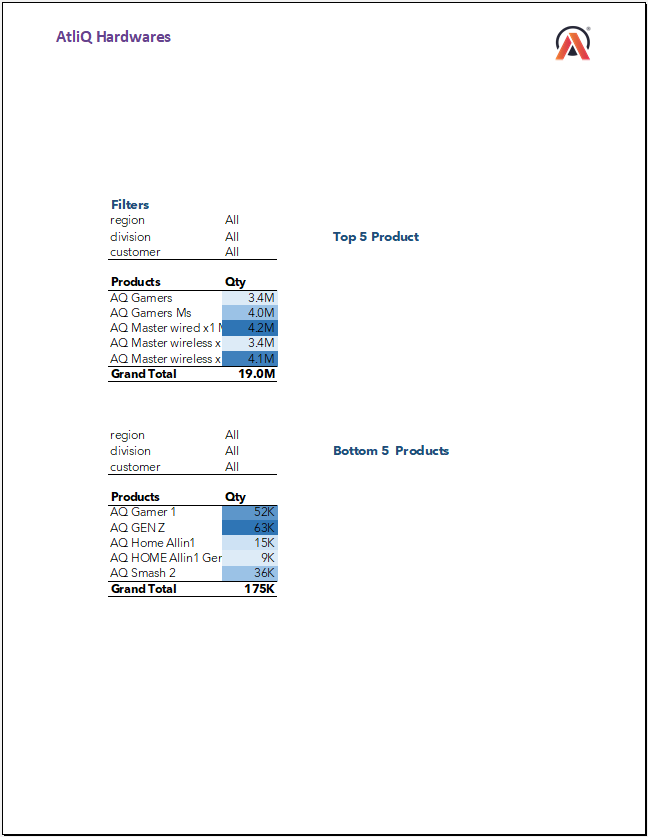 AtliQ Hardwares
Filters
region All
division All
Top 5 Product
customer All
Products Qty
AQ Gamers 3.4M
AQ Gamers Ms 4.0M
AQ Master wired x1 4.2M
AQ Master wireless x 3.4M
AQ Master wireless x 4.1M
Grand Total 19.0M
region All
division All
Bottom 5 Products
customer All
Products Qty
AQ Gamer 1 52K
AQ GEN Z 63K
AQ Home Allin1 15K
AQ HOME Allin1 Ger 9K
AQ Smash 2 36K
Grand Total 175K